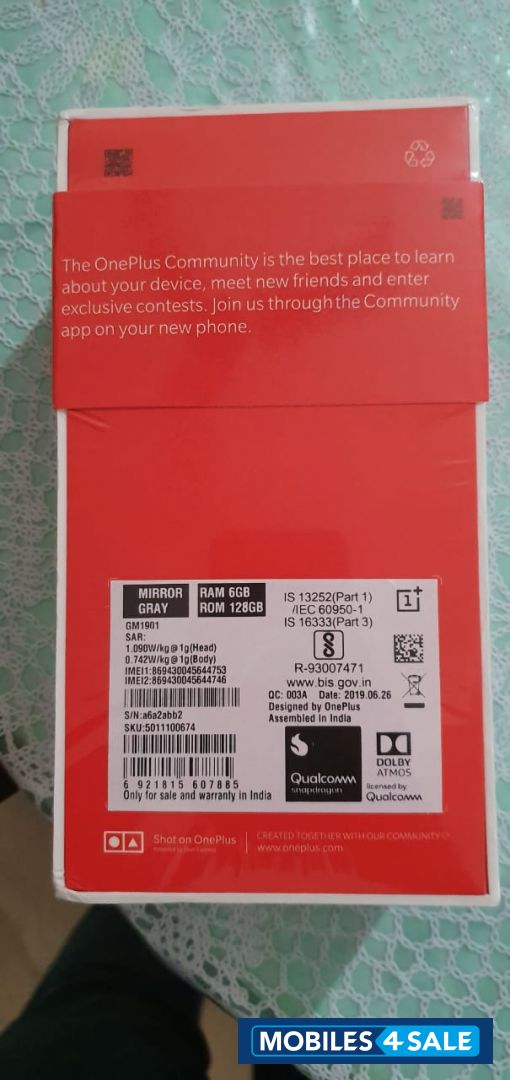 The OnePlus Community is the best place to learn
about your device, meet new friends and enter
exclusive contests. Join us through the Community
app on your new phone.
MIRROR
GRAY
RAM 6GB
ROM 128GB
GM1901
SAR:
1.090W/kg@1g(Head)
0.742W/kg@1g(Body)
IMEI1:869430045644753
IMEI2:869430045644746
S/N:a6a2abb2
SKU:5011100674
6 921815 607885
Only for sale and warranty in India
IS 13252(Part 1)
/IEC 60950-1
IS 16333(Part 3)
R-93007471
www.bis.gov.in
QC: 003A Date: 2019.06.26
Designed by OnePlus
Assembled in India
Qualcomm
snapdragon
DOLBY
ATMOS
licensed by
Qualcomm
Shot on OnePlus
CREATED TOGETHER WITH OUR COMMUNITY
www.oneplus.com
MOBILES 4 SALE